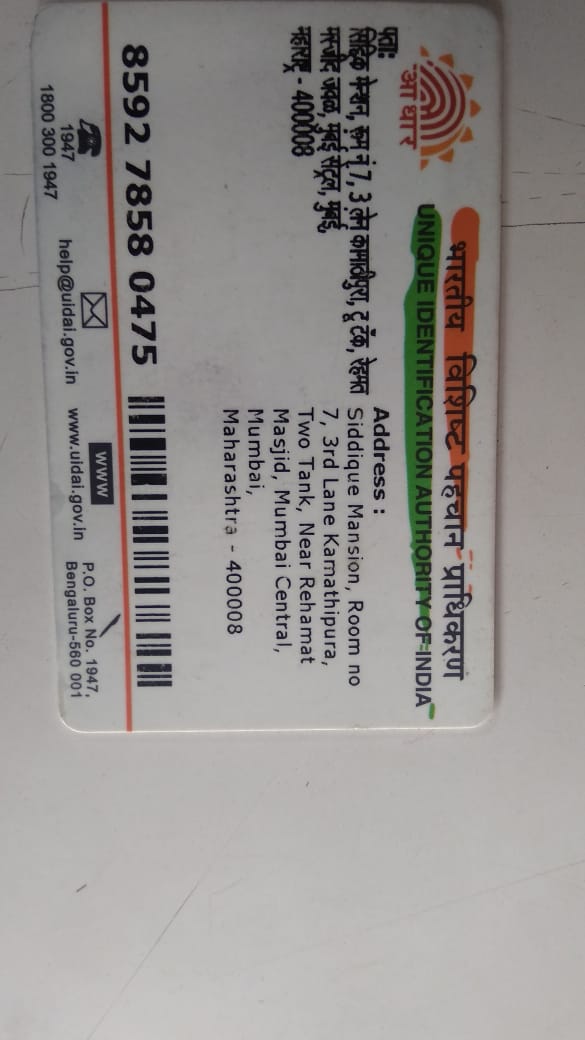 आधार
भारतीय विशिष्ट पहचान प्राधिकरण
UNIQUE IDENTIFICATION AUTHORITY OF INDIA
पता:
सिद्दिक मेंशन, रूम नं 7, 3 लेन कामाठीपुरा, टू टँक, रेहमत
मस्जीद जवळ, मुंबई सेंट्रल, मुंबई,
महाराष्ट्र - 400008
Address :
Siddique Mansion, Room no
7, 3rd Lane Kamathipura,
Two Tank, Near Rehamat
Masjid, Mumbai Central,
Mumbai,
Maharashtra - 400008
8592 7858 0475
1947
1800 300 1947
help@uidai.gov.in
www
www.uidai.gov.in
P.O. Box No. 1947,
Bengaluru-560 001